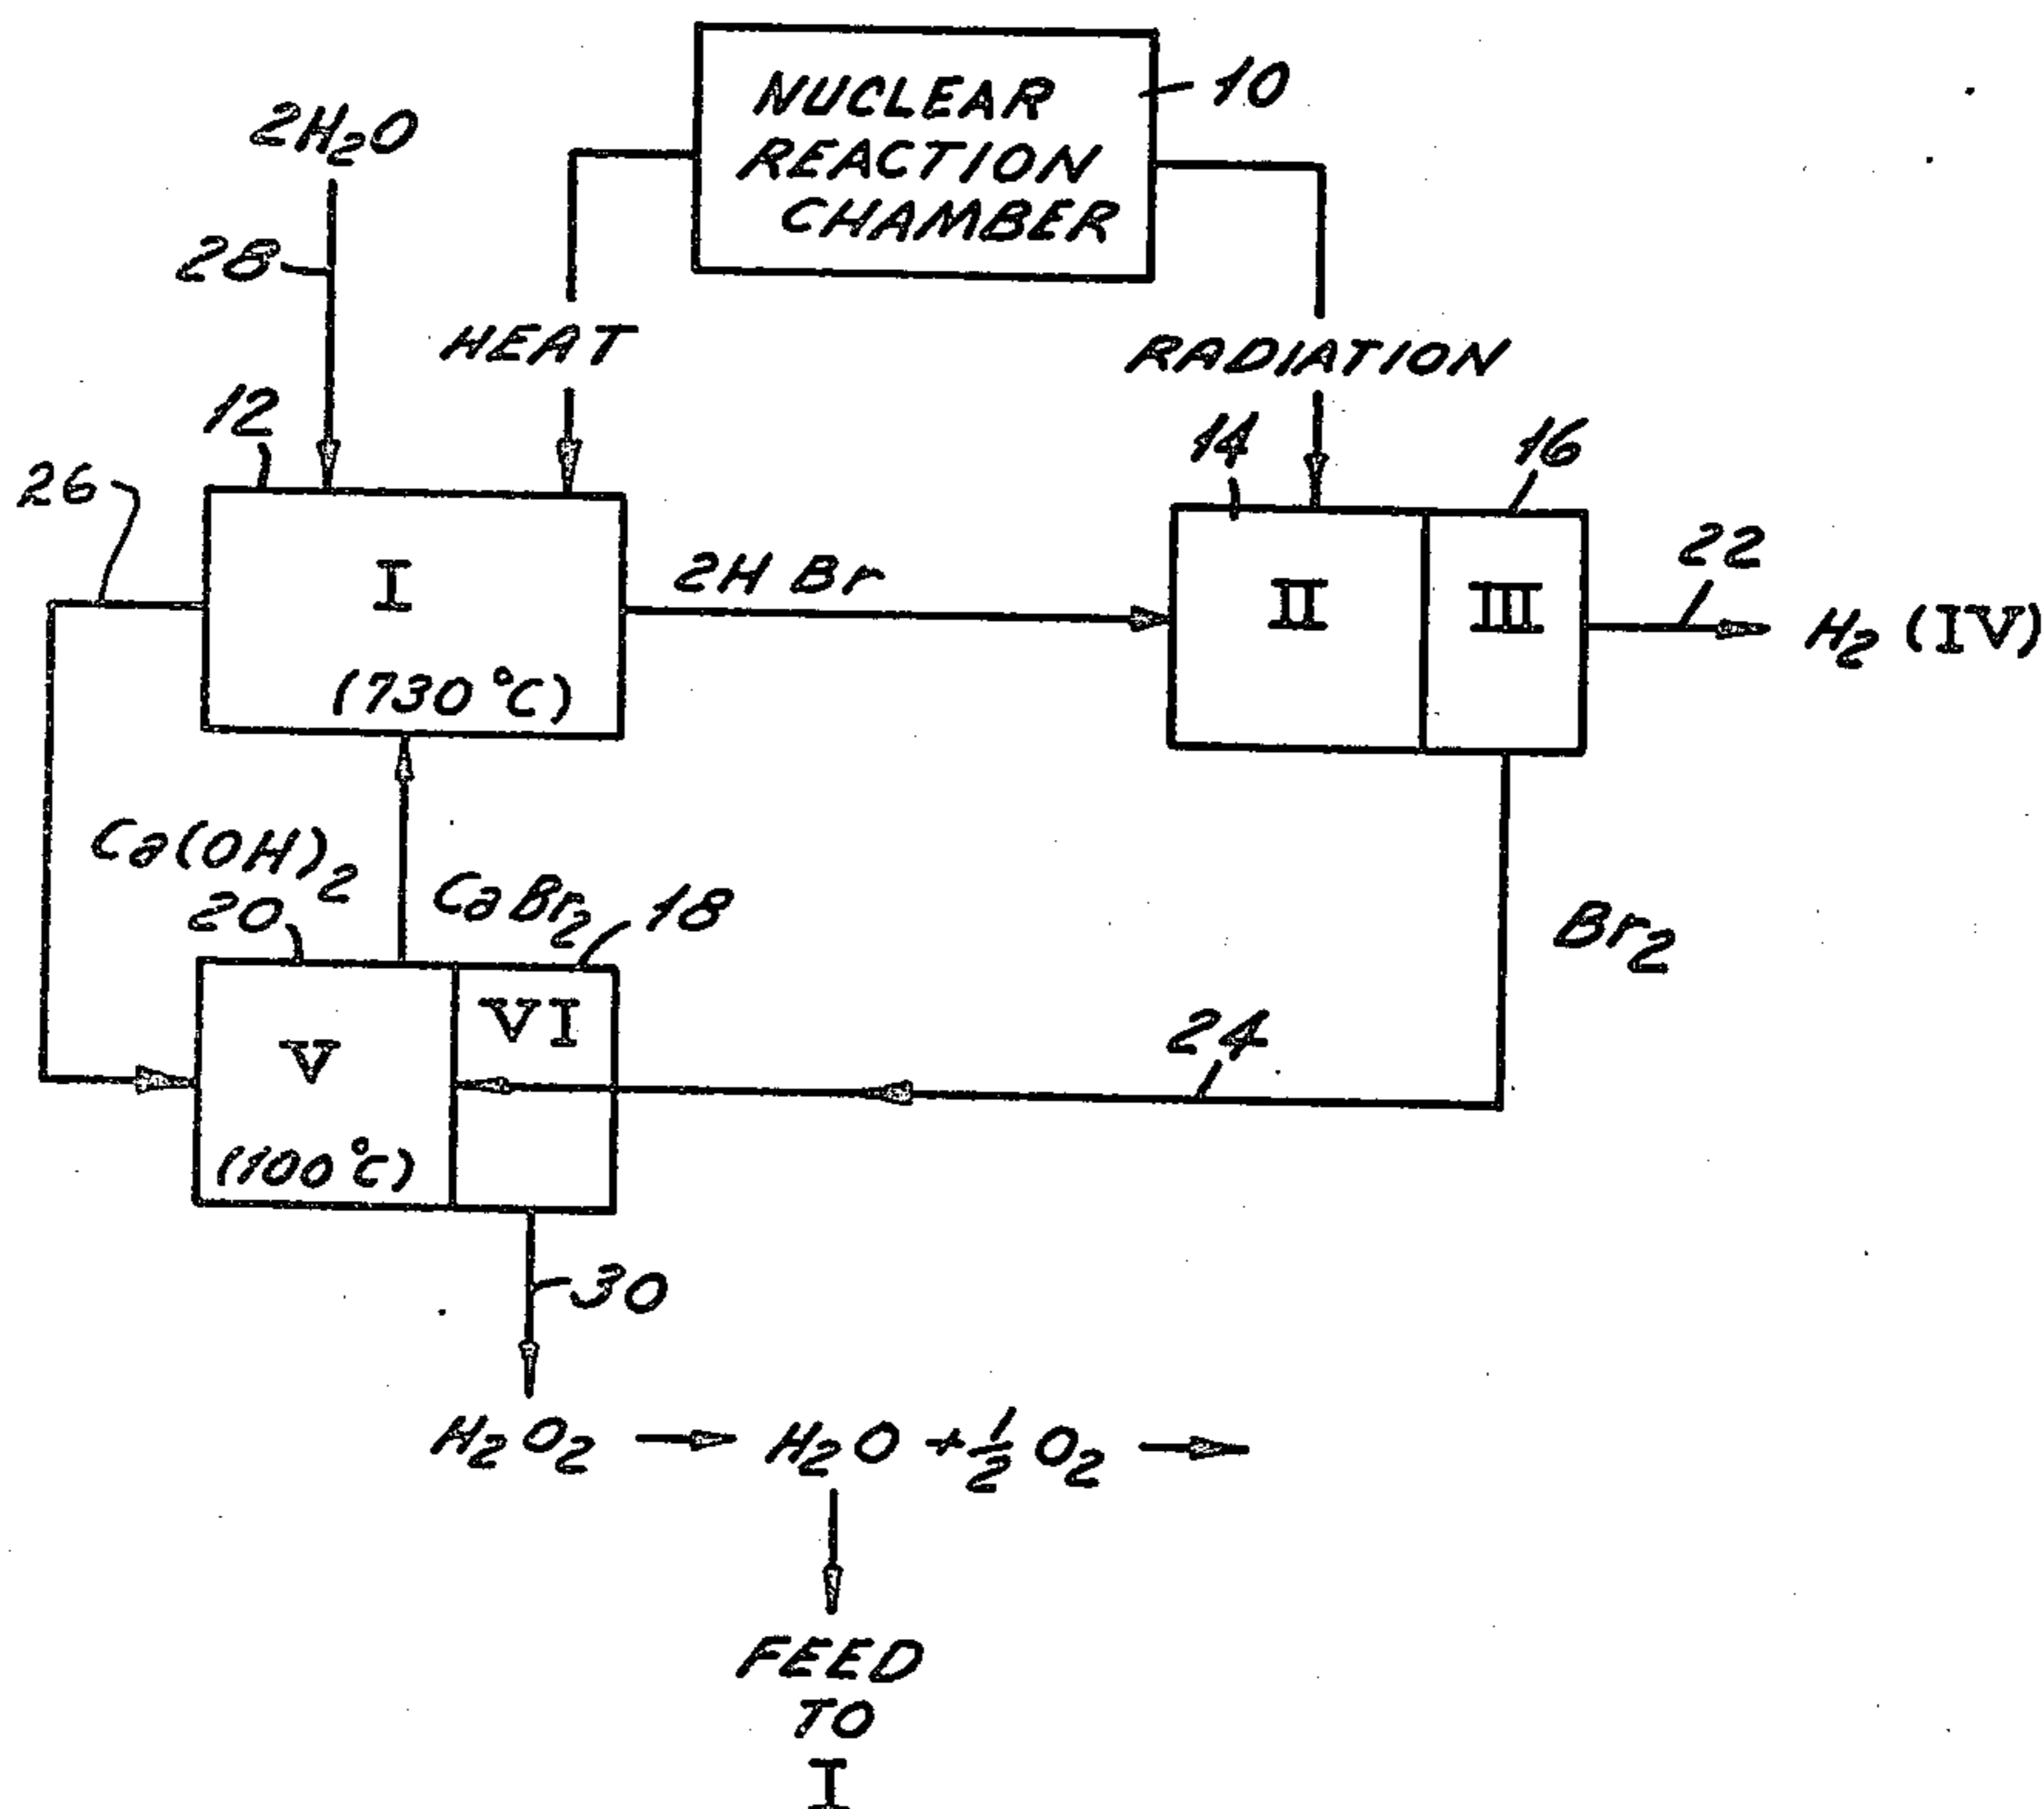 NUCLEAR
REACTION
CHAMBER
10
2H2O
28
HEAT
RADIATION
12
14
16
26
22
I
(730°C)
2H Br
II
III
H2 (IV)
Ca(OH)2
20
CaBr2
18
Br2
V
(100°C)
VI
24
30
H2O2
H2O + 1/2 O2
FEED
TO
I